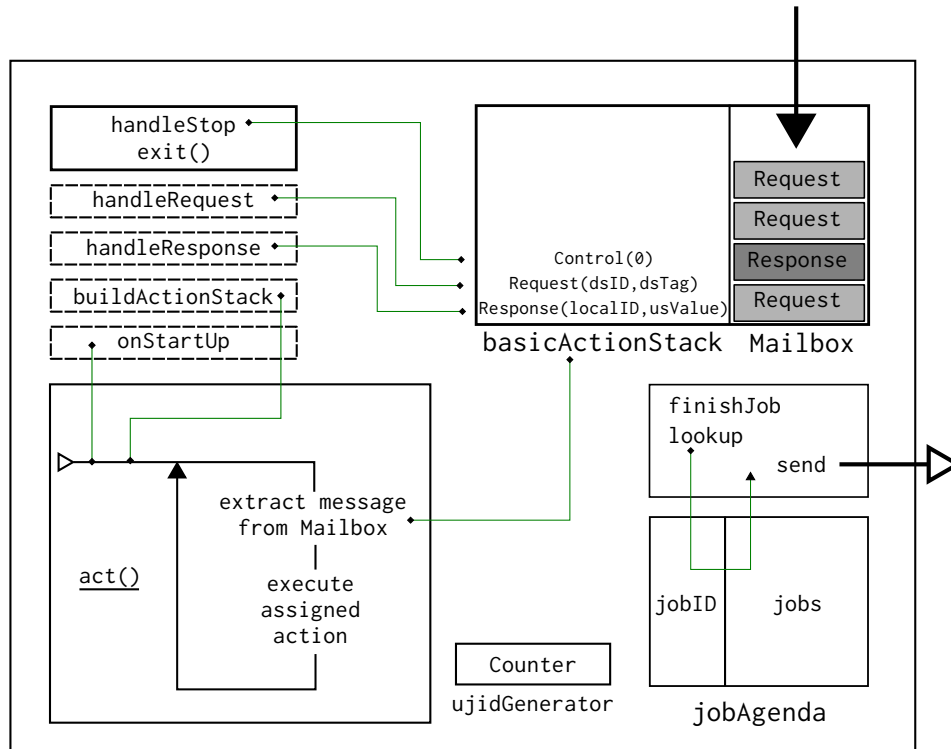 handleStop
exit()
handleRequest
handleResponse
buildActionStack
onStartUp
Control(0)
Request(dsID,dsTag)
Response(localID,usValue)
basicActionStack
Request
Request
Response
Request
Mailbox
finishJob
lookup
send
extract message
from Mailbox
act()
execute
assigned
action
Counter
ujidGenerator
jobID
jobs
jobAgenda